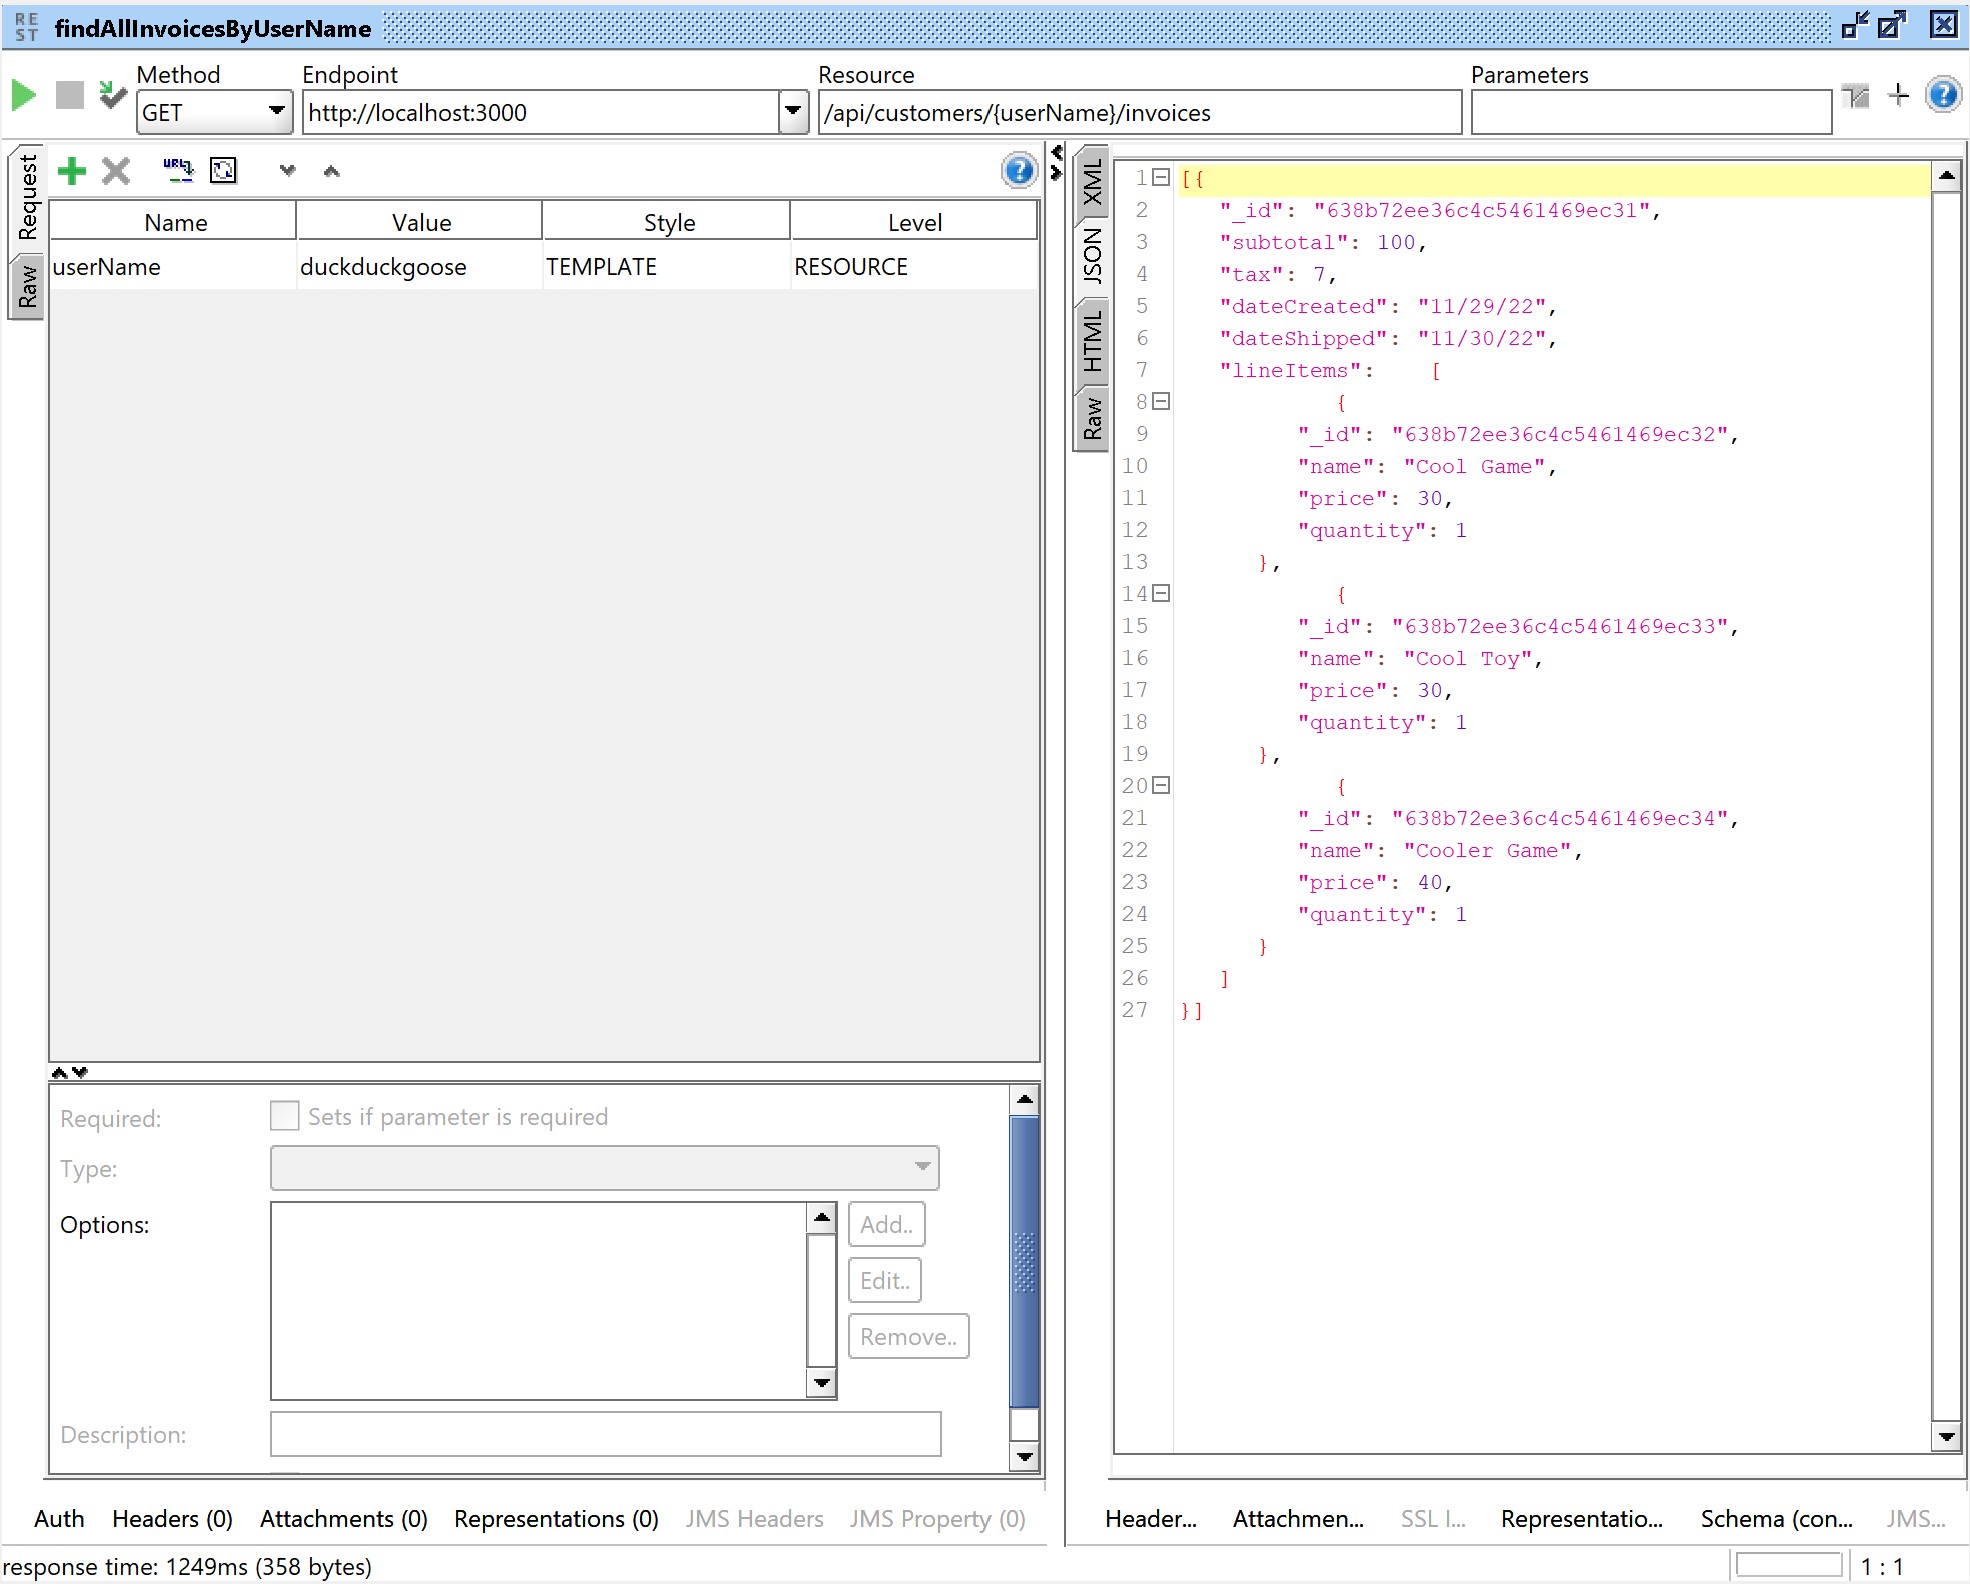 REST findAllInvoicesByUserName
Method Endpoint Resource Parameters
GET http://localhost:3000 /api/customers/{userName}/invoices
Request
Raw
URL
Name Value Style Level
userName duckduckgoose TEMPLATE RESOURCE
Required: Sets if parameter is required
Type:
Options:
Add..
Edit..
Remove..
Description:
Auth Headers (0) Attachments (0) Representations (0) JMS Headers JMS Property (0)
XML
JSON
HTML
Raw
1 [{
2 "_id": "638b72ee36c4c5461469ec31",
3 "subtotal": 100,
4 "tax": 7,
5 "dateCreated": "11/29/22",
6 "dateShipped": "11/30/22",
7 "lineItems": [
8 {
9 "_id": "638b72ee36c4c5461469ec32",
10 "name": "Cool Game",
11 "price": 30,
12 "quantity": 1
13 },
14 {
15 "_id": "638b72ee36c4c5461469ec33",
16 "name": "Cool Toy",
17 "price": 30,
18 "quantity": 1
19 },
20 {
21 "_id": "638b72ee36c4c5461469ec34",
22 "name": "Cooler Game",
23 "price": 40,
24 "quantity": 1
25 }
26 ]
27 }]
Header... Attachmen... SSL I... Representatio... Schema (con... JMS...
response time: 1249ms (358 bytes) 1 : 1